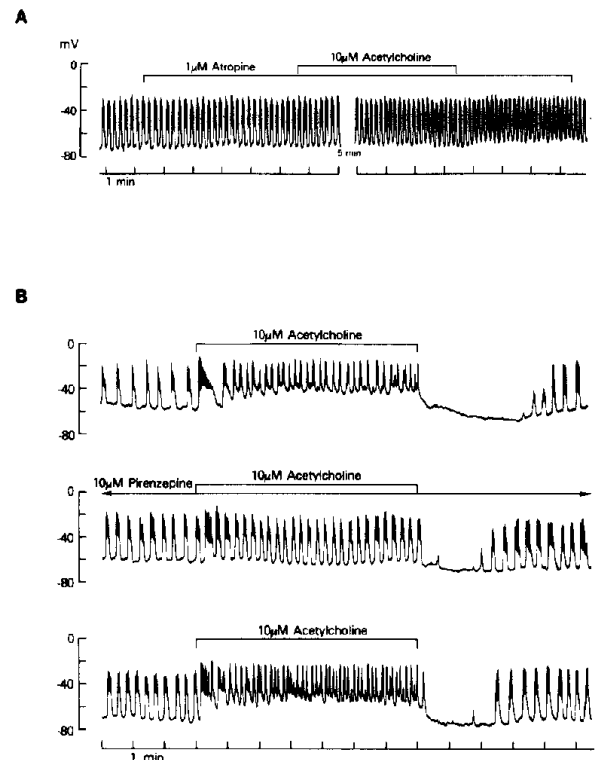 A
mV
0
1μM Atropine
10μM Acetylcholine
-40
-80
5 min
1 min
B
10μM Acetylcholine
0
-40
-80
10μM Pirenzepine
10μM Acetylcholine
0
-40
-80
10μM Acetylcholine
0
-40
-80
1 min